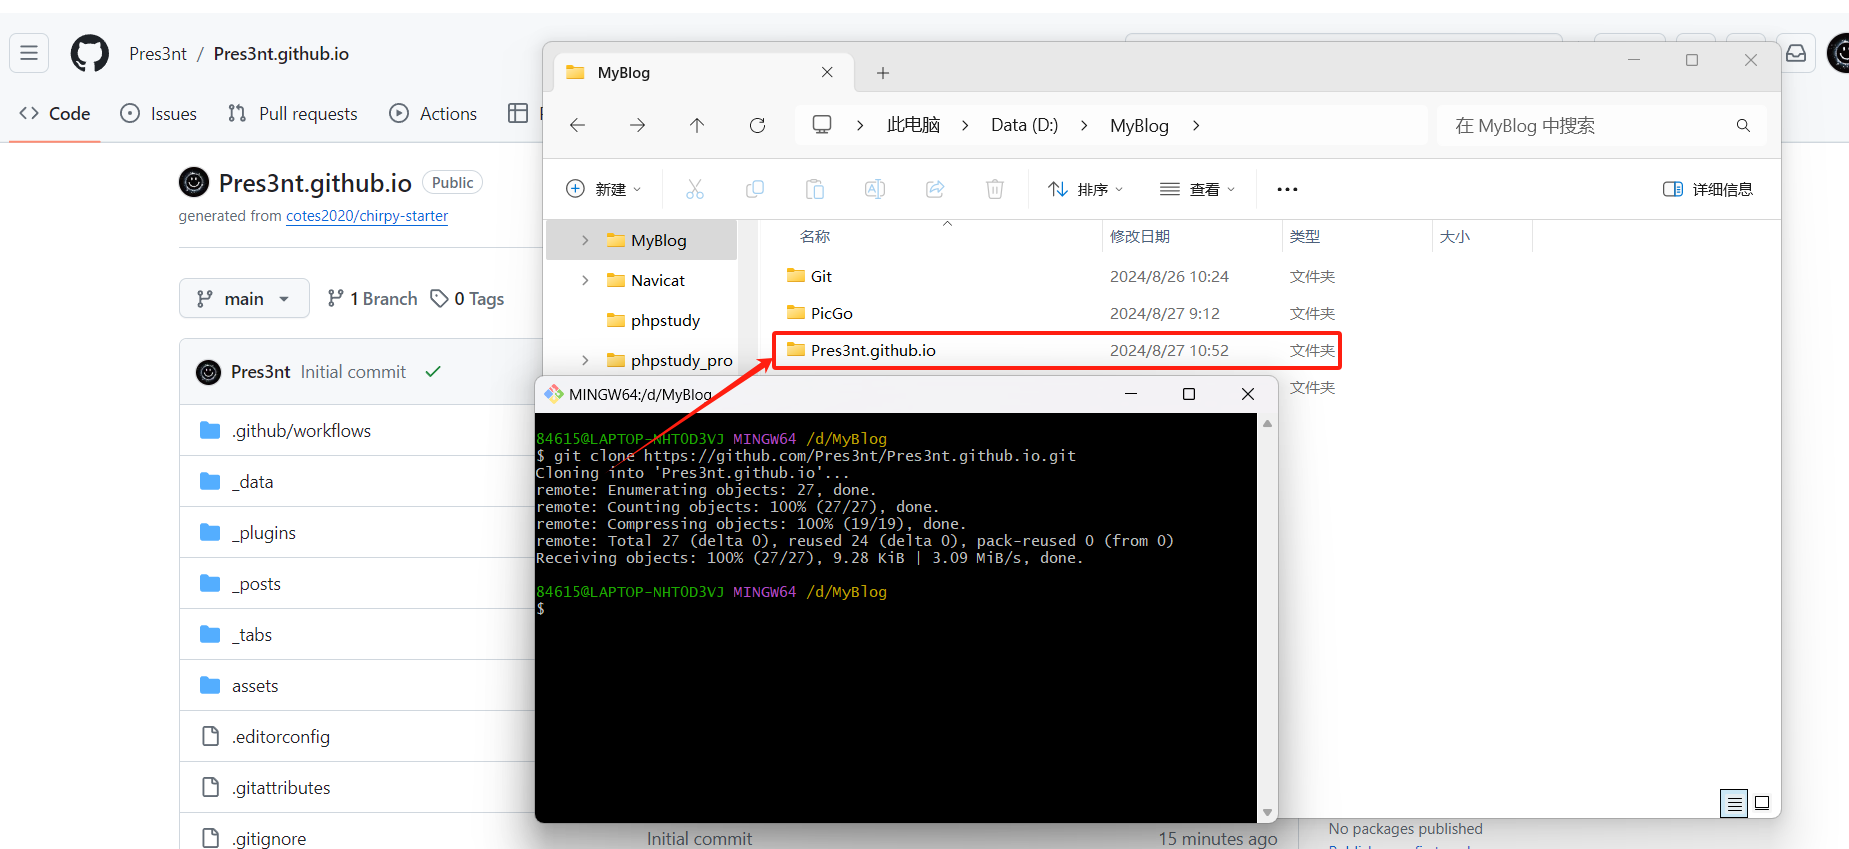 Pres3nt / Pres3nt.github.io
Code Issues Pull requests Actions
Pres3nt.github.io Public
generated from cotes2020/chirpy-starter
main 1 Branch 0 Tags
Pres3nt Initial commit
.github/workflows
_data
_plugins
_posts
_tabs
assets
.editorconfig
.gitattributes
.gitignore
Initial commit 15 minutes ago
MyBlog
此电脑 Data (D:) MyBlog
在 MyBlog 中搜索
新建 排序 查看 详细信息
MyBlog
Navicat
phpstudy
phpstudy_pro
名称 修改日期 类型 大小
Git 2024/8/26 10:24 文件夹
PicGo 2024/8/27 9:12 文件夹
Pres3nt.github.io 2024/8/27 10:52 文件夹
文件夹
MINGW64:/d/MyBlog
84615@LAPTOP-NHT0D3VJ MINGW64 /d/MyBlog
$ git clone https://github.com/Pres3nt/Pres3nt.github.io.git
Cloning into 'Pres3nt.github.io'...
remote: Enumerating objects: 27, done.
remote: Counting objects: 100% (27/27), done.
remote: Compressing objects: 100% (19/19), done.
remote: Total 27 (delta 0), reused 24 (delta 0), pack-reused 0 (from 0)
Receiving objects: 100% (27/27), 9.28 KiB | 3.09 MiB/s, done.
84615@LAPTOP-NHT0D3VJ MINGW64 /d/MyBlog
$
No packages published